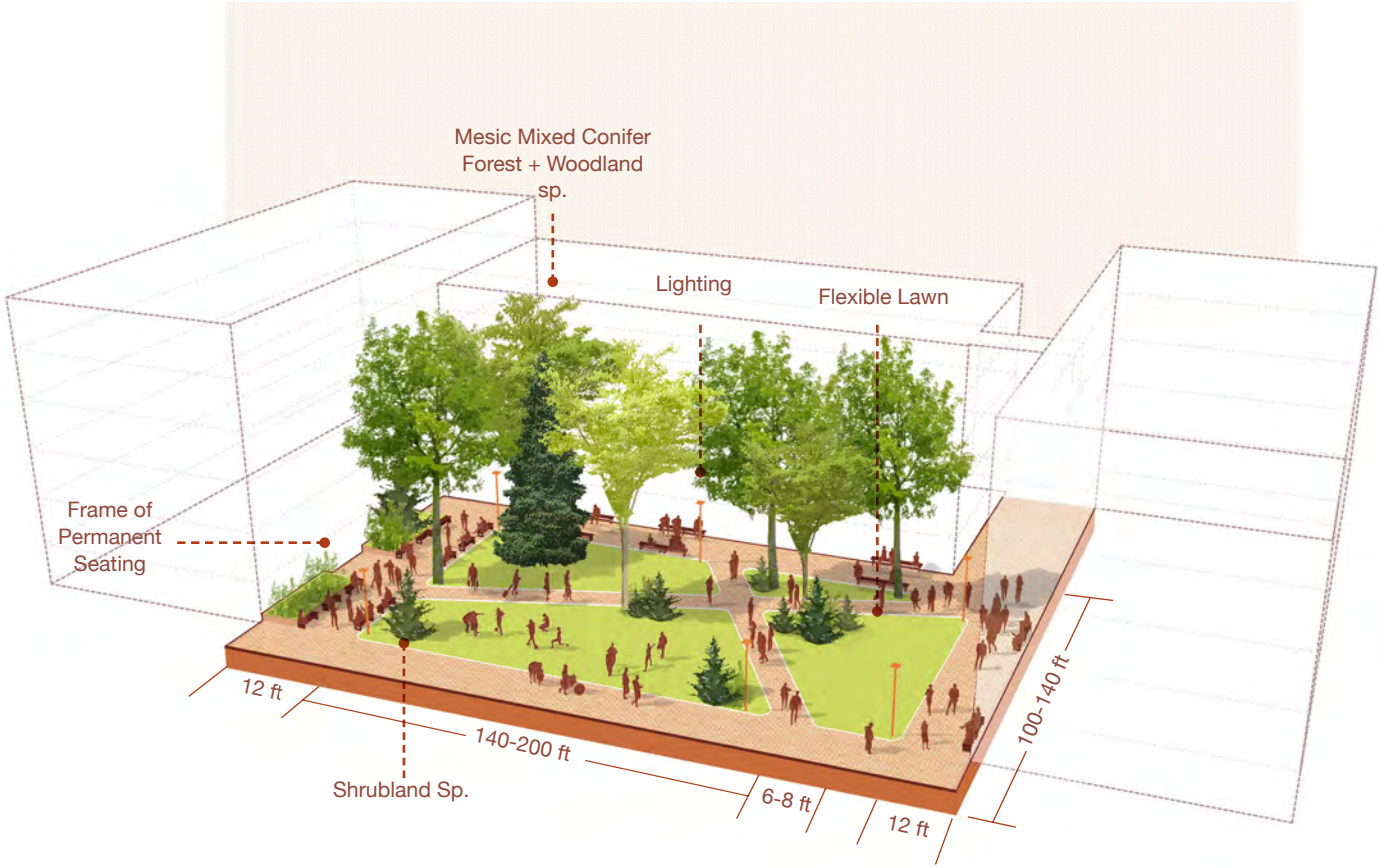 Mesic Mixed Conifer
Forest + Woodland
sp.
Lighting
Flexible Lawn
Frame of
Permanent
Seating
Shrubland Sp.
12 ft
140-200 ft
6-8 ft
12 ft
100-140 ft